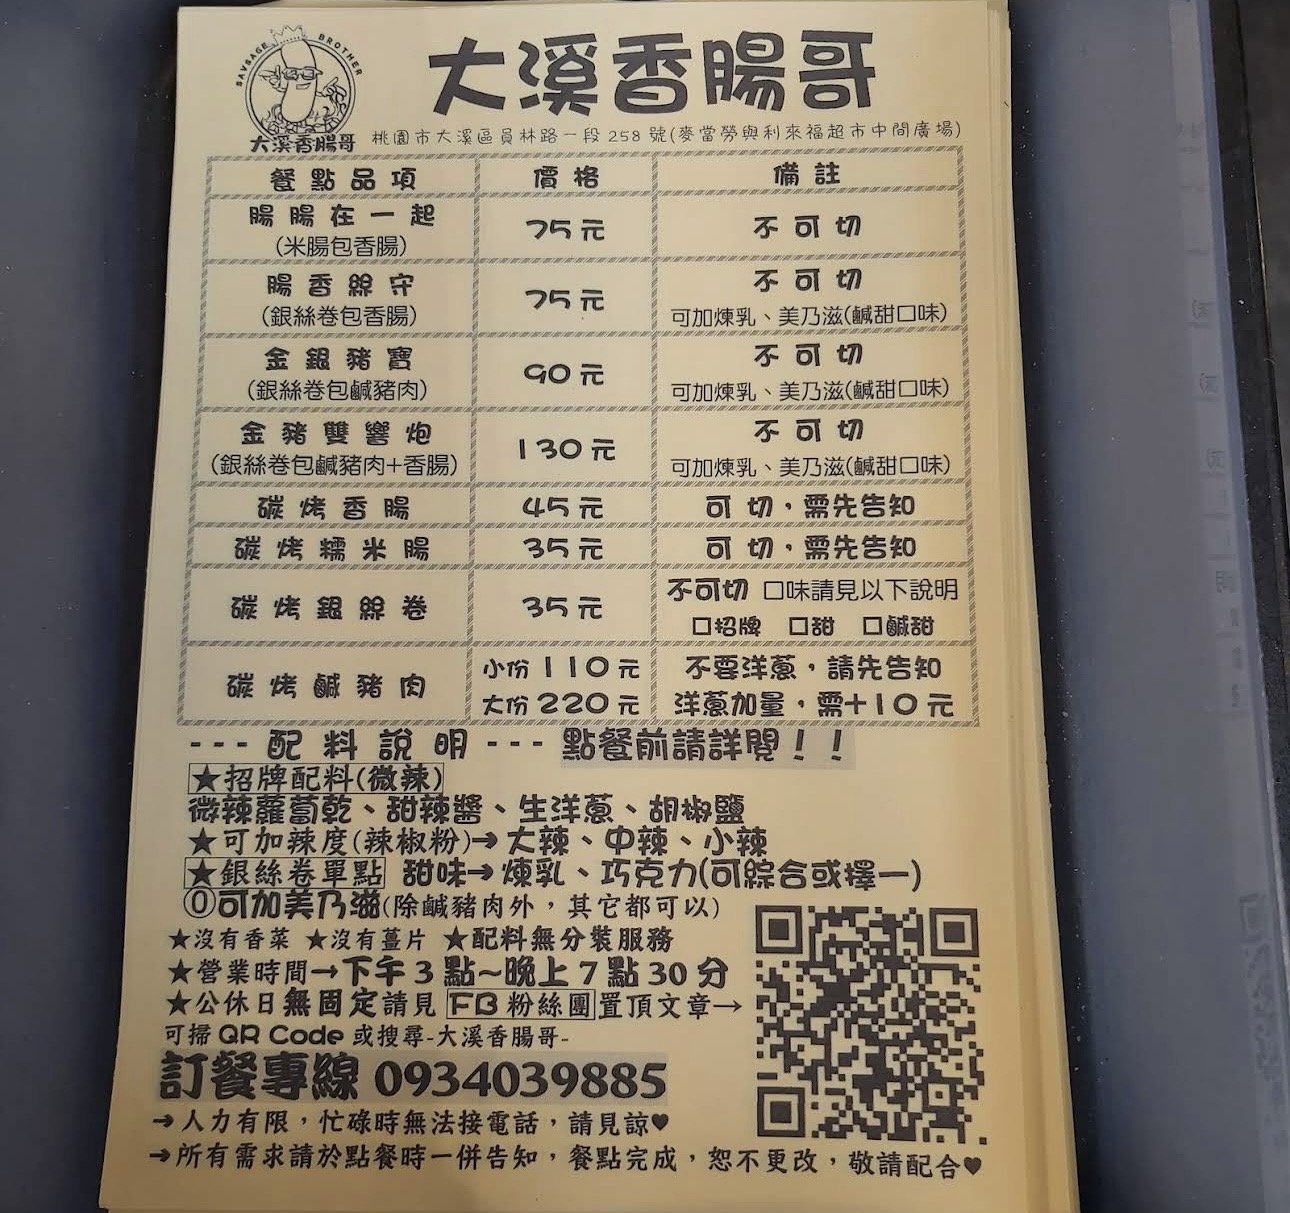 SAUSAGE BROTHER
大溪香腸哥
大溪香腸哥
桃園市大溪區員林路一段258號(麥當勞與利來福超市中間廣場)
餐點品項 價格 備註
腸腸在一起 75元 不可切
(米腸包香腸)
腸香絲守 75元 不可切
(銀絲卷包香腸) 可加煉乳、美乃滋(鹹甜口味)
金銀豬寶 90元 不可切
(銀絲卷包鹹豬肉) 可加煉乳、美乃滋(鹹甜口味)
金豬雙響炮 130元 不可切
(銀絲卷包鹹豬肉+香腸) 可加煉乳、美乃滋(鹹甜口味)
碳烤香腸 45元 可切，需先告知
碳烤糯米腸 35元 可切，需先告知
碳烤銀絲卷 35元 不可切 口味請見以下說明
口招牌 口甜 口鹹甜
碳烤鹹豬肉 小份110元 不要洋蔥，請先告知
大份220元 洋蔥加量，需+10元
---配料說明---點餐前請詳閱！！
★招牌配料(微辣)
微辣蘿蔔乾、甜辣醬、生洋蔥、胡椒鹽
★可加辣度(辣椒粉)→大辣、中辣、小辣
★銀絲卷單點 甜味→煉乳、巧克力(可綜合或擇一)
⓪可加美乃滋(除鹹豬肉外，其它都可以)
★沒有香菜 ★沒有薑片 ★配料無分裝服務
★營業時間→下午3點~晚上7點30分
★公休日無固定請見FB粉絲團置頂文章→
可掃QR Code或搜尋-大溪香腸哥-
訂餐專線 0934039885
→人力有限，忙碌時無法接電話，請見諒♥
→所有需求請於點餐時一併告知，餐點完成，恕不更改，敬請配合♥